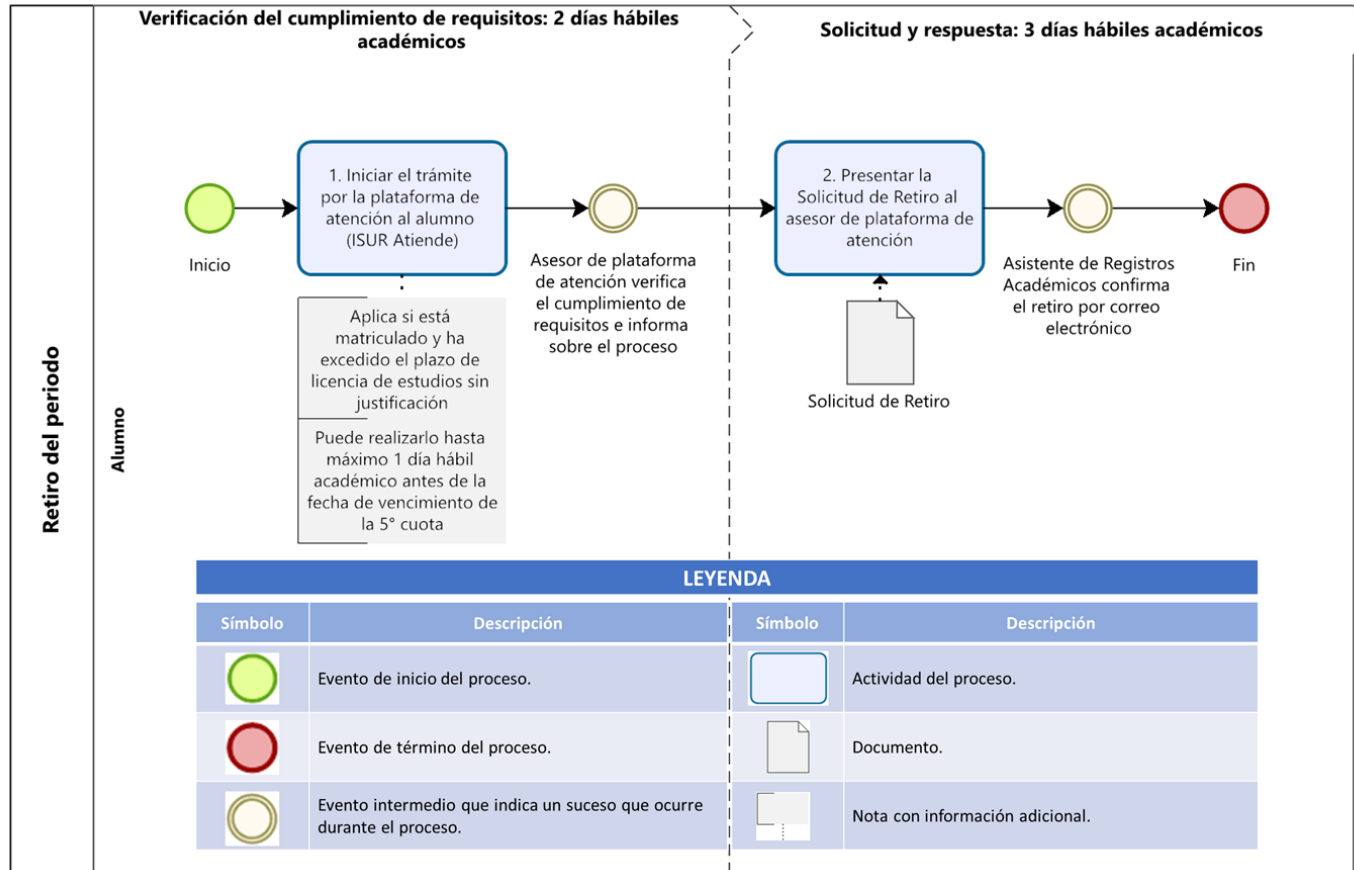 Verificación del cumplimiento de requisitos: 2 días hábiles
académicos
Solicitud y respuesta: 3 días hábiles académicos
Retiro del periodo
Alumno
Inicio
1. Iniciar el trámite
por la plataforma de
atención al alumno
(ISUR Atiende)
Aplica si está
matriculado y ha
excedido el plazo de
licencia de estudios sin
justificación
Puede realizarlo hasta
máximo 1 día hábil
académico antes de la
fecha de vencimiento de
la 5° cuota
Asesor de plataforma
de atención verifica
el cumplimiento de
requisitos e informa
sobre el proceso
2. Presentar la
Solicitud de Retiro al
asesor de plataforma de
atención
Solicitud de Retiro
Asistente de Registros
Académicos confirma
el retiro por correo
electrónico
Fin
LEYENDA
Símbolo
Descripción
Símbolo
Descripción
Evento de inicio del proceso.
Actividad del proceso.
Evento de término del proceso.
Documento.
Evento intermedio que indica un suceso que ocurre
durante el proceso.
Nota con información adicional.